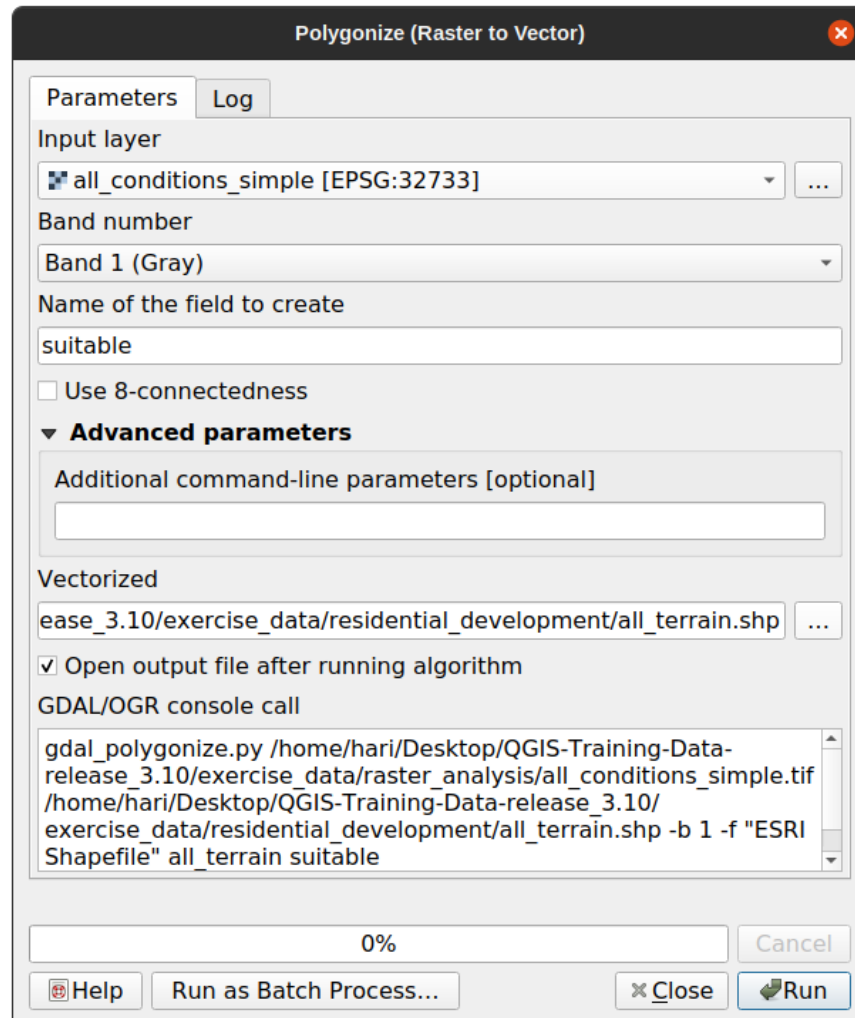 Polygonize (Raster to Vector)
Parameters
Log
Input layer
all_conditions_simple [EPSG:32733]
...
Band number
Band 1 (Gray)
Name of the field to create
suitable
Use 8-connectedness
Advanced parameters
Additional command-line parameters [optional]
Vectorized
ease_3.10/exercise_data/residential_development/all_terrain.shp
...
Open output file after running algorithm
GDAL/OGR console call
gdal_polygonize.py /home/hari/Desktop/QGIS-Training-Data-
release_3.10/exercise_data/raster_analysis/all_conditions_simple.tif
/home/hari/Desktop/QGIS-Training-Data-release_3.10/
exercise_data/residential_development/all_terrain.shp -b 1 -f "ESRI
Shapefile" all_terrain suitable
0%
Cancel
Help
Run as Batch Process...
Close
Run